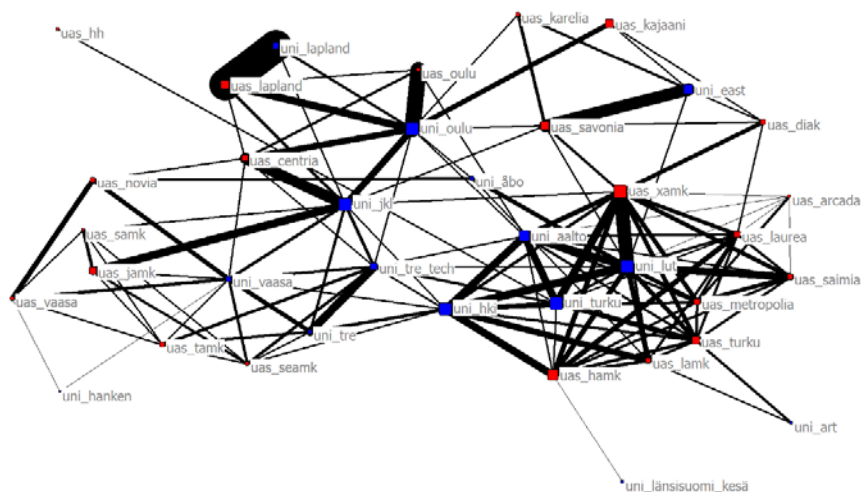 uas_karelia
uas_kajaani
uas_hh
uni_lapland
uas_lapland
uas_oulu
uni_east
uni_oulu
uas_savonia
uas_diak
uas_centria
uas_novia
uni_åbo
uas_xamk
uas_arcada
uni_jkl
uas_samk
uni_aalto
uas_laurea
uas_jamk
uni_tre_tech
uni_lut
uas_saimia
uni_vaasa
uas_vaasa
uni_hki
uni_turku
uas_metropolia
uni_tre
uas_tamk
uas_turku
uas_seamk
uas_lamk
uas_hamk
uni_hanken
uni_art
uni_länsisuomi_kesä